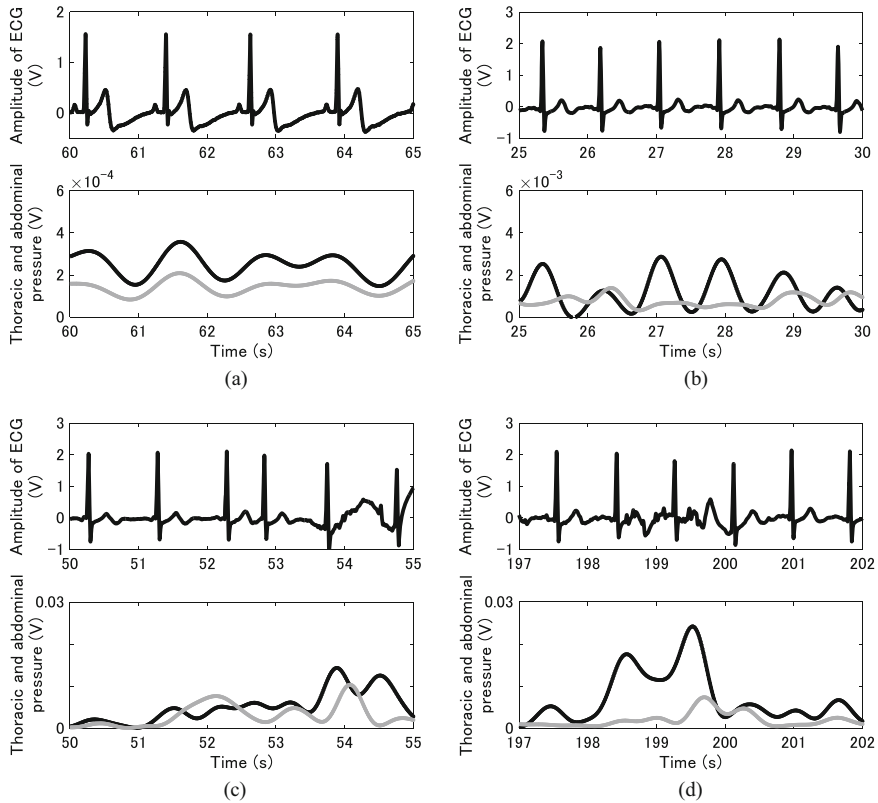 Amplitude of ECG
(V)
2
1
0
60 61 62 63 64 65
Thoracic and abdominal
pressure (V)
×10⁻⁴
6
4
2
0
60 61 62 63 64 65
Time (s)
(a)
Amplitude of ECG
(V)
3
2
1
0
−1
25 26 27 28 29 30
Thoracic and abdominal
pressure (V)
×10⁻³
6
4
2
0
25 26 27 28 29 30
Time (s)
(b)
Amplitude of ECG
(V)
3
2
1
0
−1
50 51 52 53 54 55
Thoracic and abdominal
pressure (V)
0.03
0
50 51 52 53 54 55
Time (s)
(c)
Amplitude of ECG
(V)
3
2
1
0
−1
197 198 199 200 201 202
Thoracic and abdominal
pressure (V)
0.03
0
197 198 199 200 201 202
Time (s)
(d)